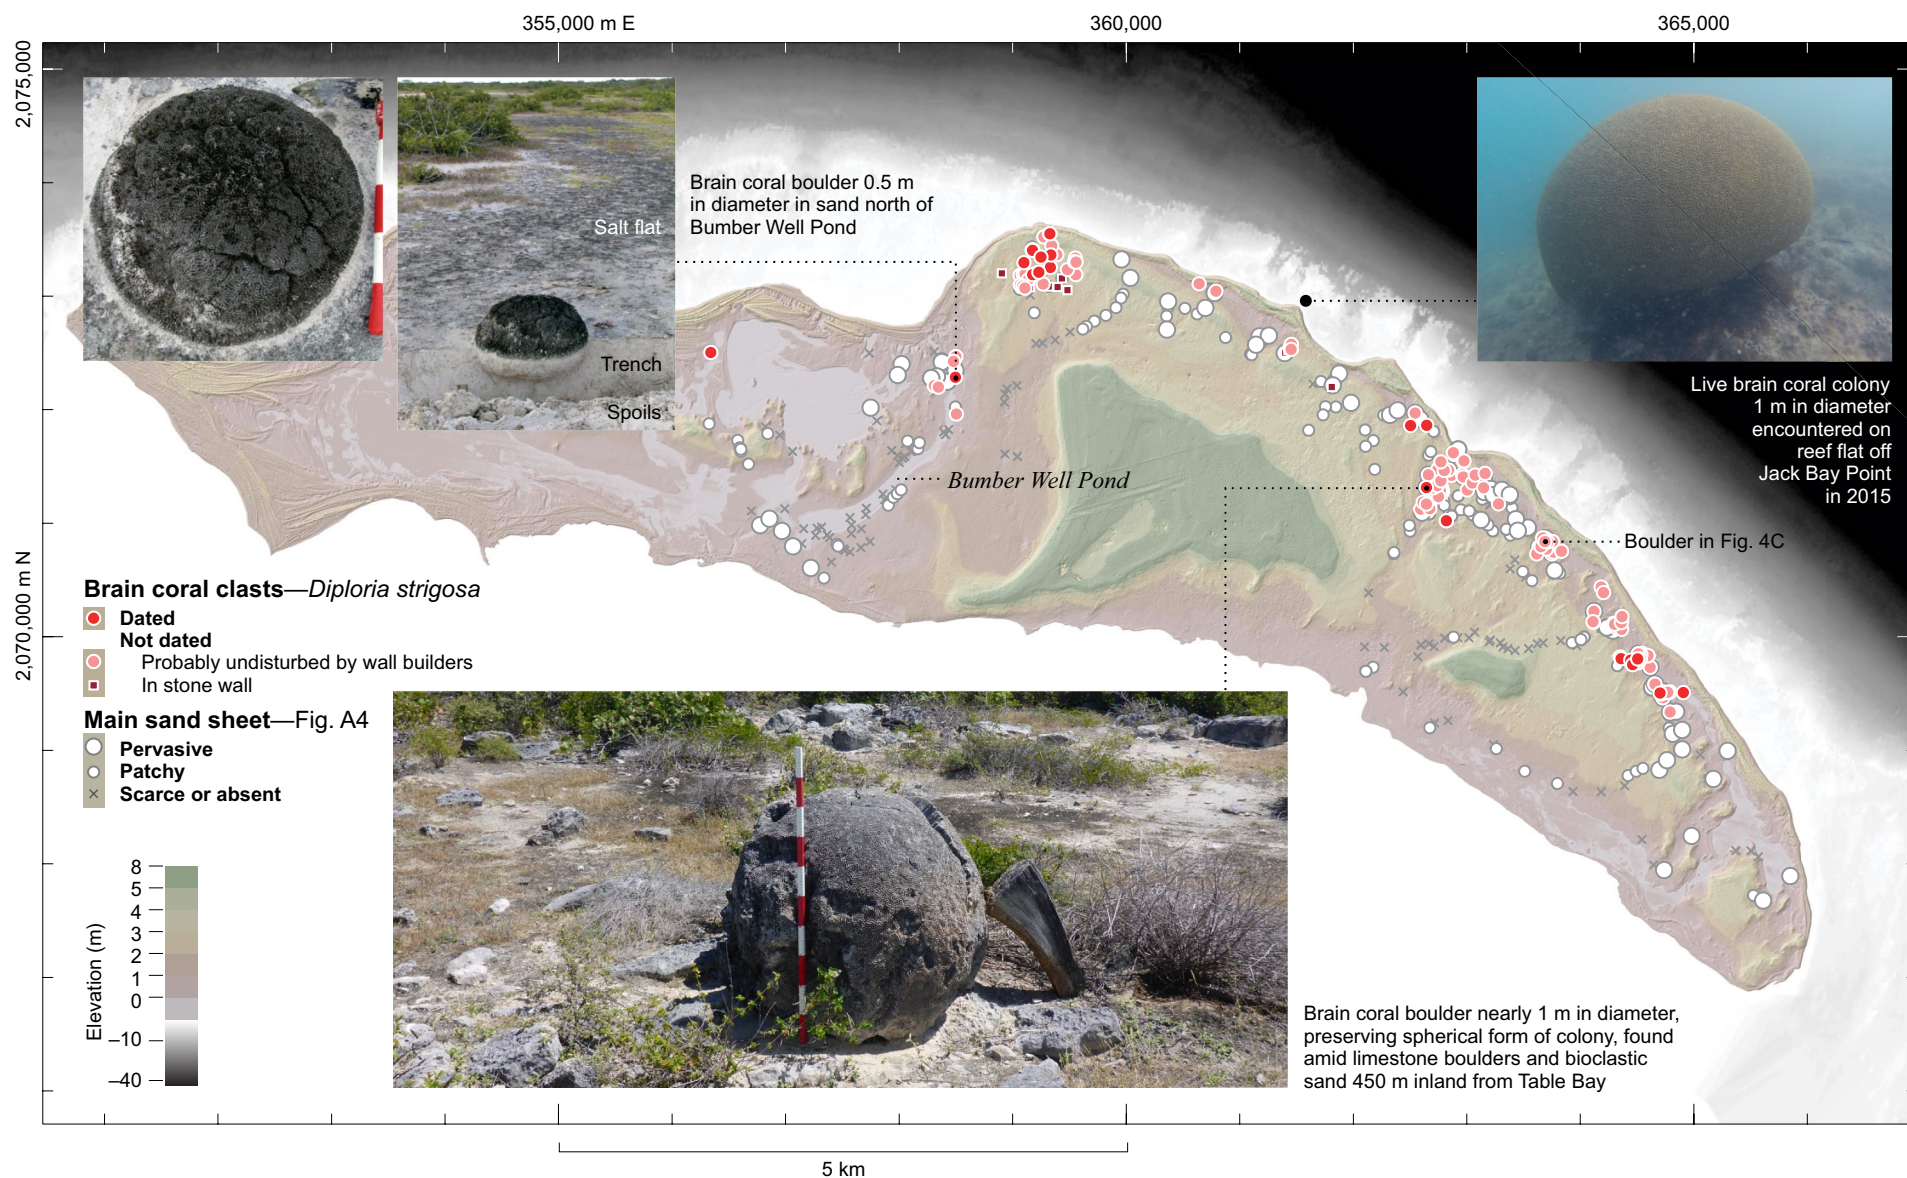 355,000 m E
360,000
365,000
2,075,000
2,070,000 m N
Salt flat
Trench
Spoils
Brain coral boulder 0.5 m
in diameter in sand north of
Bumber Well Pond
Live brain coral colony
1 m in diameter
encountered on
reef flat off
Jack Bay Point
in 2015
Bumber Well Pond
Boulder in Fig. 4C
Brain coral clasts—Diploria strigosa
Dated
Not dated
Probably undisturbed by wall builders
In stone wall
Main sand sheet—Fig. A4
Pervasive
Patchy
Scarce or absent
Elevation (m)
8
5
4
3
2
1
0
–10
–40
Brain coral boulder nearly 1 m in diameter,
preserving spherical form of colony, found
amid limestone boulders and bioclastic
sand 450 m inland from Table Bay
5 km